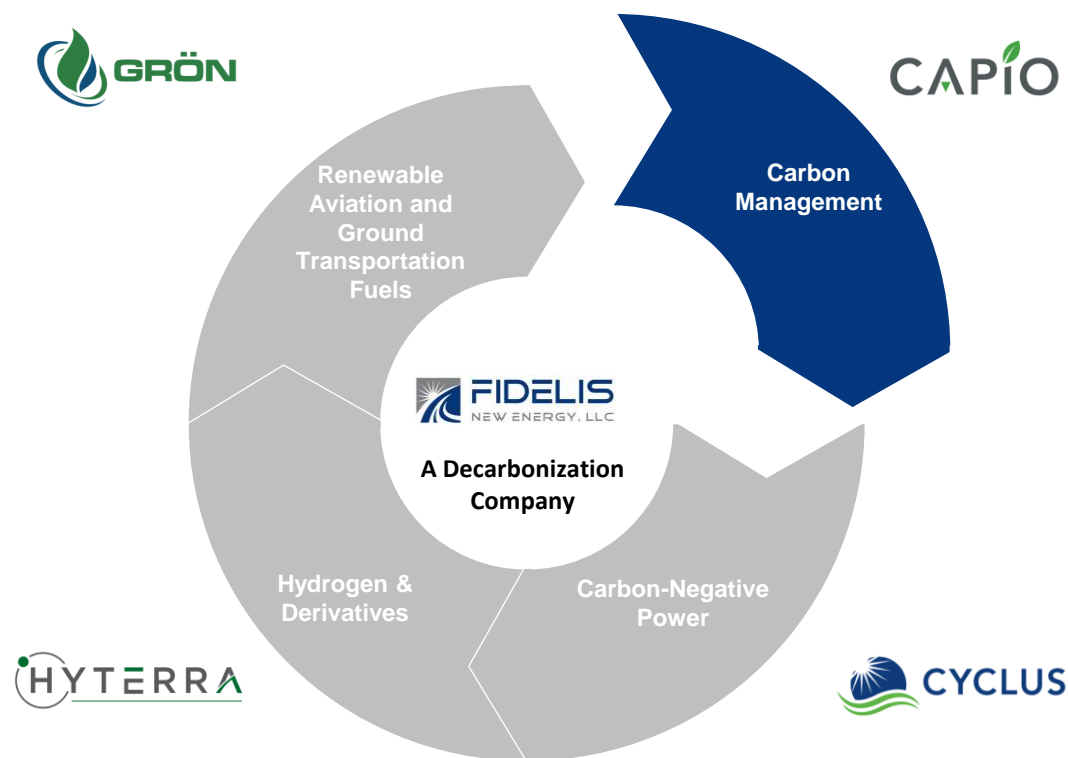 GRÖN
CAPIO
Carbon
Management
Renewable
Aviation and
Ground
Transportation
Fuels
FIDELIS
NEW ENERGY, LLC
A Decarbonization
Company
Hydrogen &
Derivatives
Carbon-Negative
Power
HYTERRA
CYCLUS